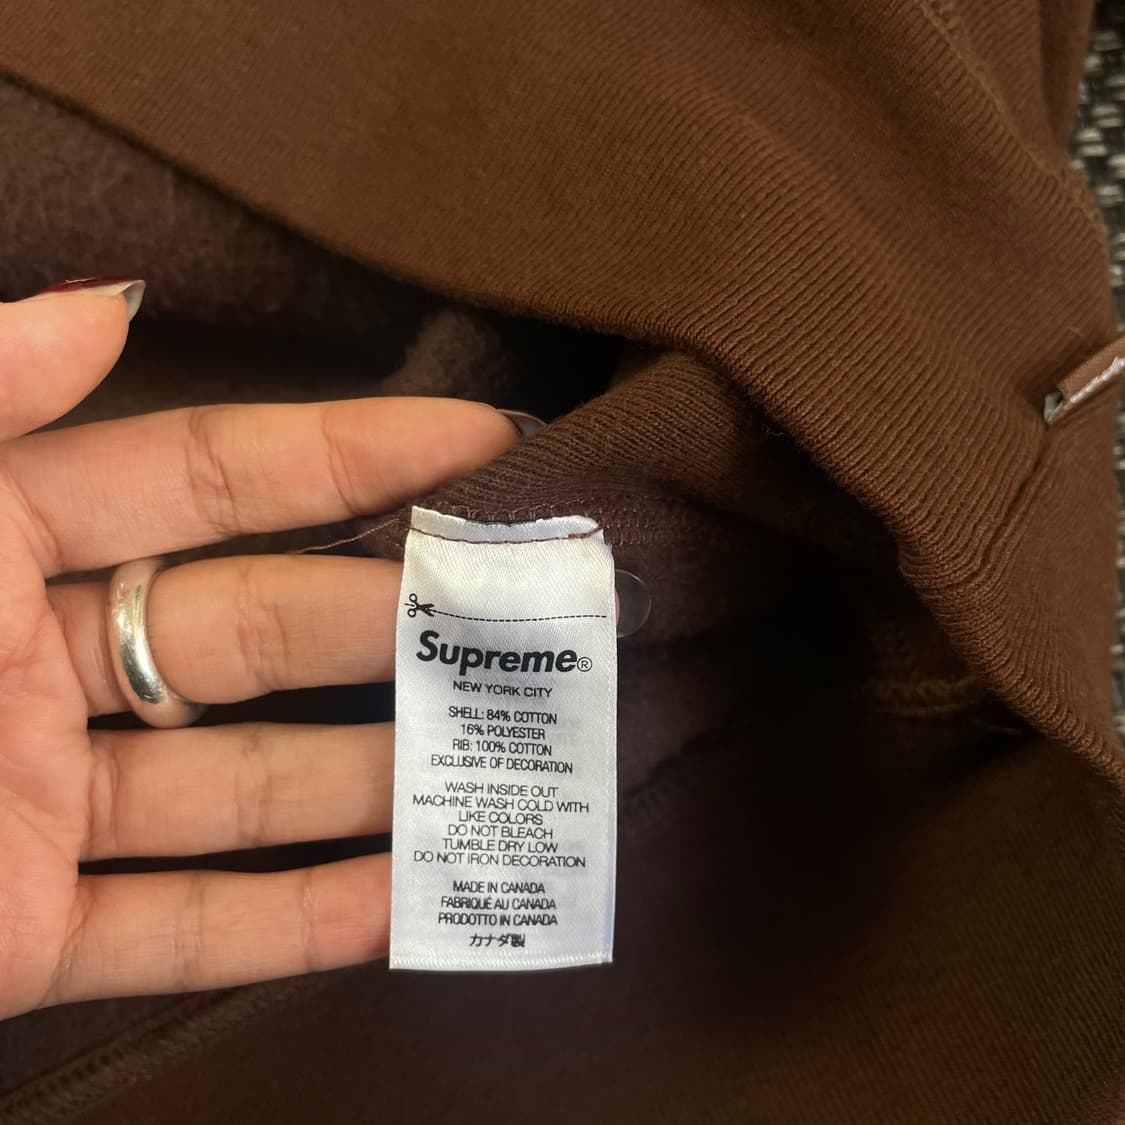 Supreme®
NEW YORK CITY
SHELL: 84% COTTON
16% POLYESTER
RIB: 100% COTTON
EXCLUSIVE OF DECORATION
WASH INSIDE OUT
MACHINE WASH COLD WITH
LIKE COLORS
DO NOT BLEACH
TUMBLE DRY LOW
DO NOT IRON DECORATION
MADE IN CANADA
FABRIQUÉ AU CANADA
PRODOTTO IN CANADA
カナダ製